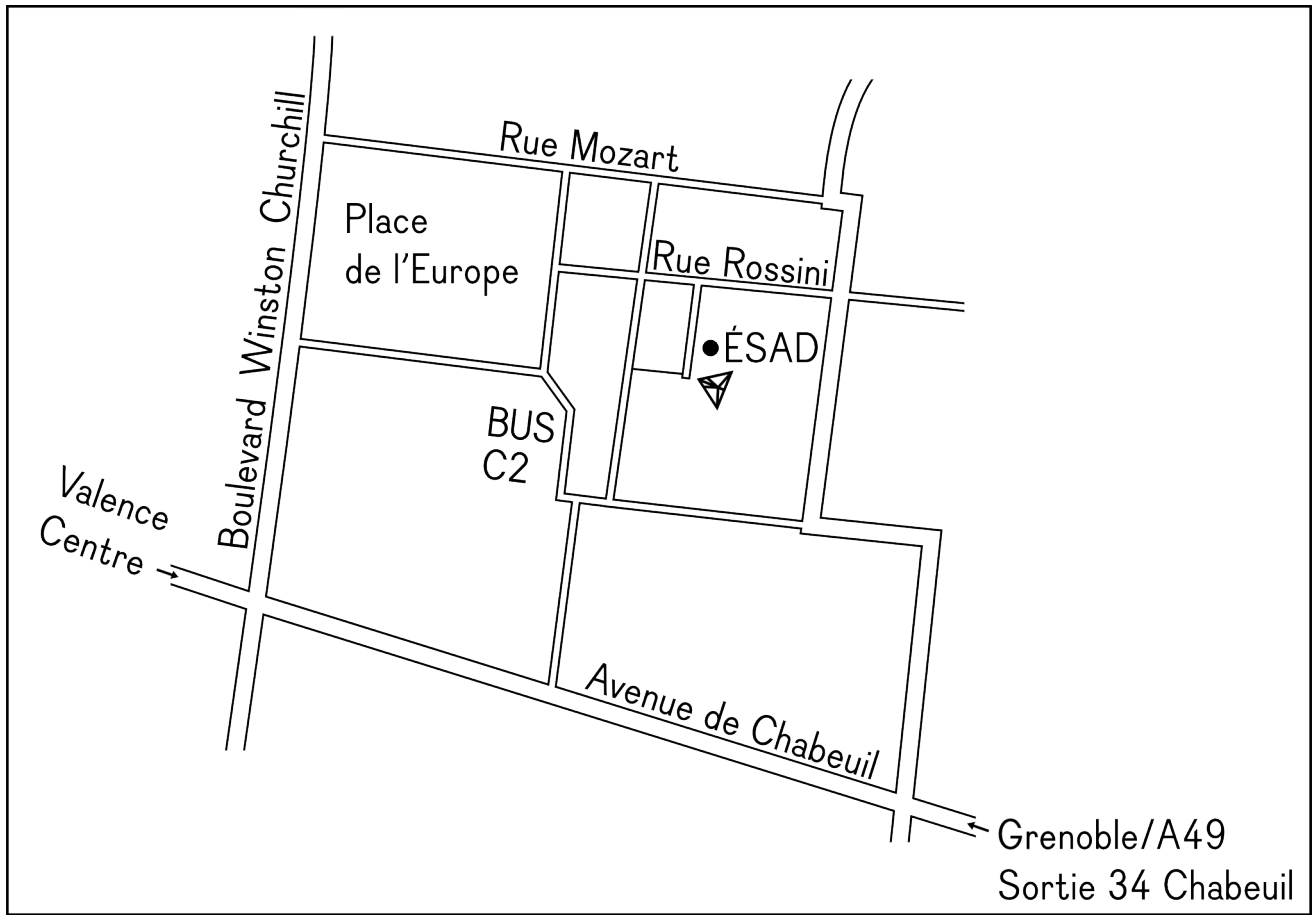 Rue Mozart
Boulevard Winston Churchill
Place
de l'Europe
Rue Rossini
ÉSAD
BUS
C2
Valence
Centre
Avenue de Chabeuil
Grenoble/A49
Sortie 34 Chabeuil